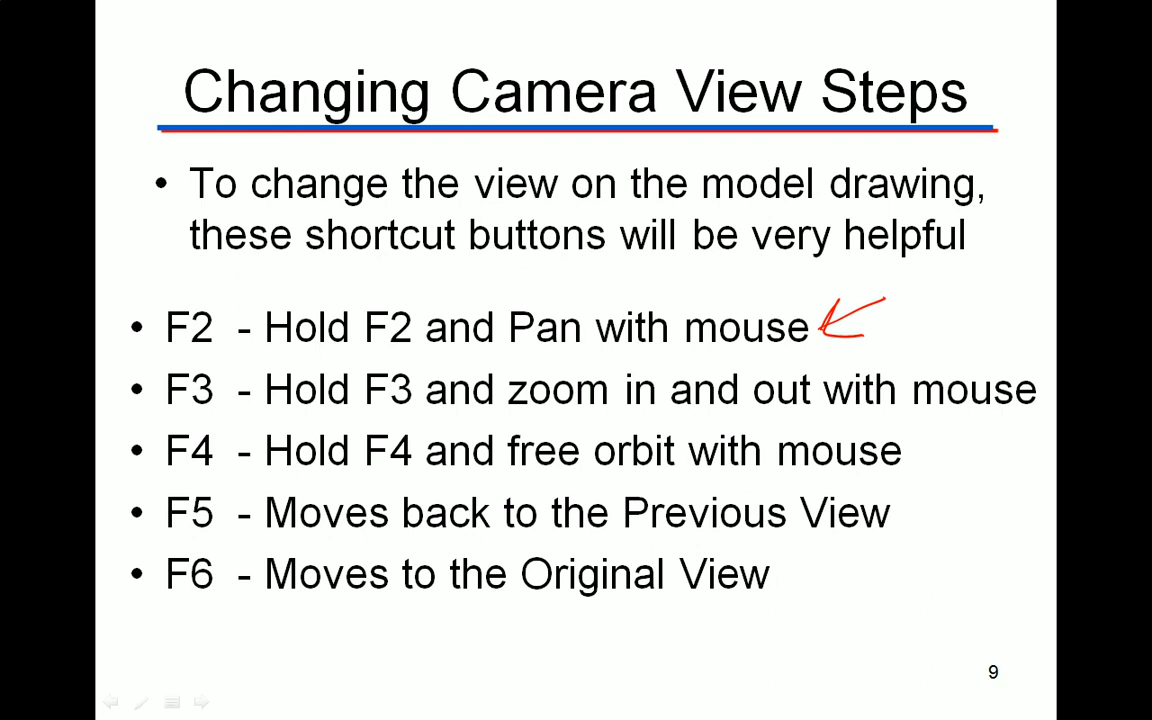 Changing Camera View Steps
• To change the view on the model drawing,
these shortcut buttons will be very helpful
• F2 - Hold F2 and Pan with mouse
• F3 - Hold F3 and zoom in and out with mouse
• F4 - Hold F4 and free orbit with mouse
• F5 - Moves back to the Previous View
• F6 - Moves to the Original View
9